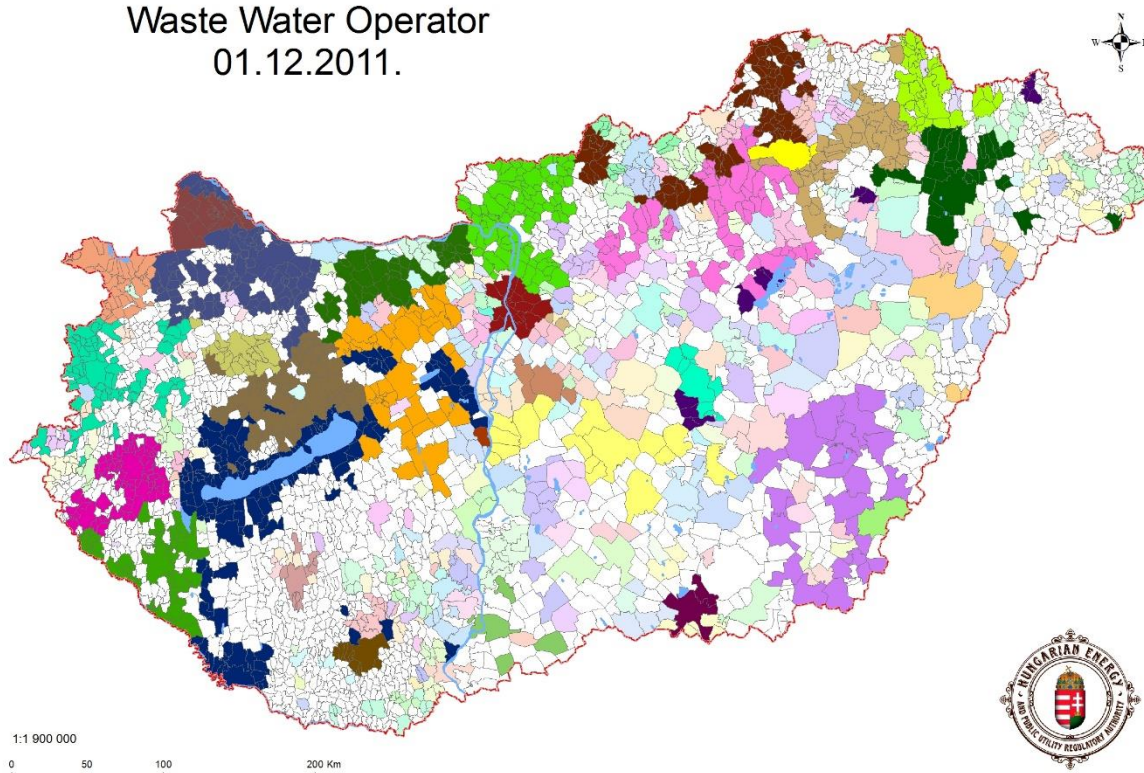 Waste Water Operator
01.12.2011.
N
W
S
HUNGARIAN ENERGY
AND PUBLIC UTILITY REGULATORY AUTHORITY
1:1 900 000
0 50 100 200 Km